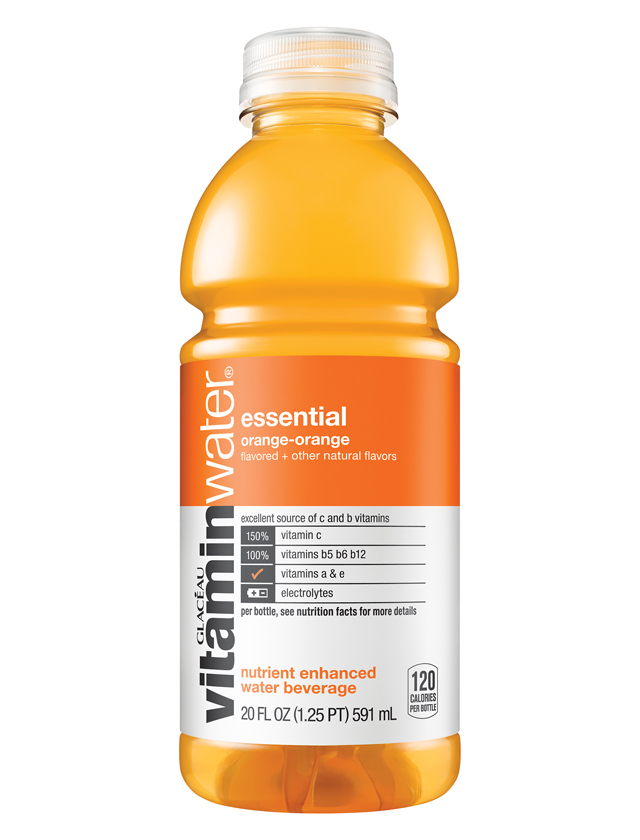 GLACÉAU
vitaminwater®
essential
orange-orange
flavored + other natural flavors
excellent source of c and b vitamins
150% vitamin c
100% vitamins b5 b6 b12
✓ vitamins a & e
+ − electrolytes
per bottle, see nutrition facts for more details
nutrient enhanced
water beverage
20 FL OZ (1.25 PT) 591 mL
120
CALORIES
PER BOTTLE